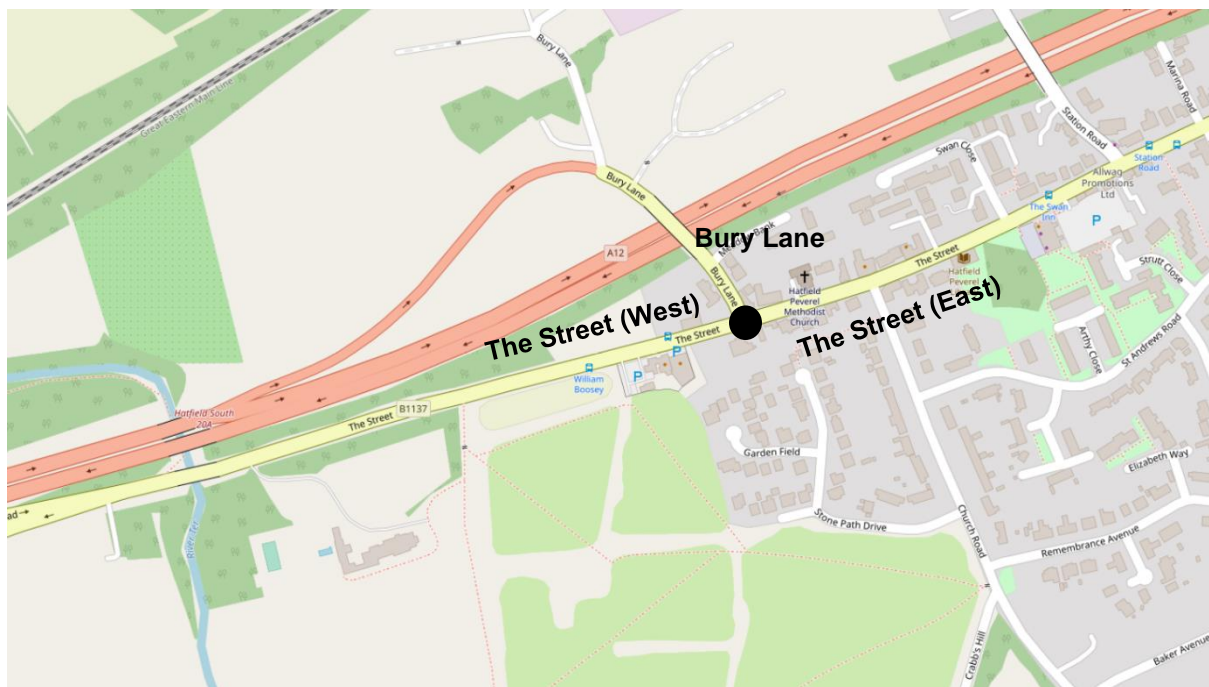 Great Eastern Main Line
Bury Lane
Marina Road
Station Road
Swan Close
Station
Road
Allwag
Promotions
Ltd
Bury Lane
The Swan
Inn
P
A12
Bury Lane
Meadow Bank
Bury Lane
The Street
Hatfield
Peverel
Strutt Close
Hatfield
Peverel
Methodist
Church
The Street (West)
The Street (East)
The Street
P
P
William
Boosey
Arthy Close
St Andrews Road
B1137
The Street
Hatfield South
20A
Garden Field
Elizabeth Way
Stone Path Drive
Church Road
Remembrance Avenue
River Ter
Crabb's Hill
Baker Avenue